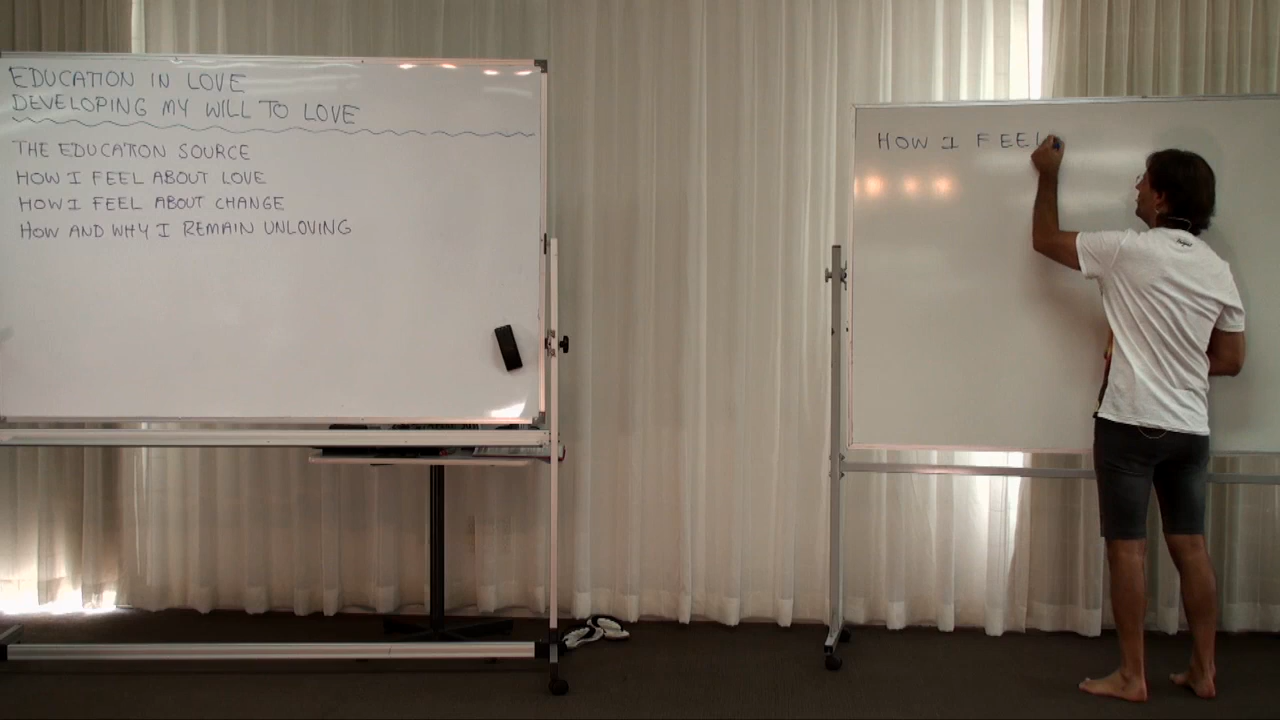 EDUCATION IN LOVE
DEVELOPING MY WILL TO LOVE
THE EDUCATION SOURCE
HOW I FEEL ABOUT LOVE
HOW I FEEL ABOUT CHANGE
HOW AND WHY I REMAIN UNLOVING
HOW I FEEL